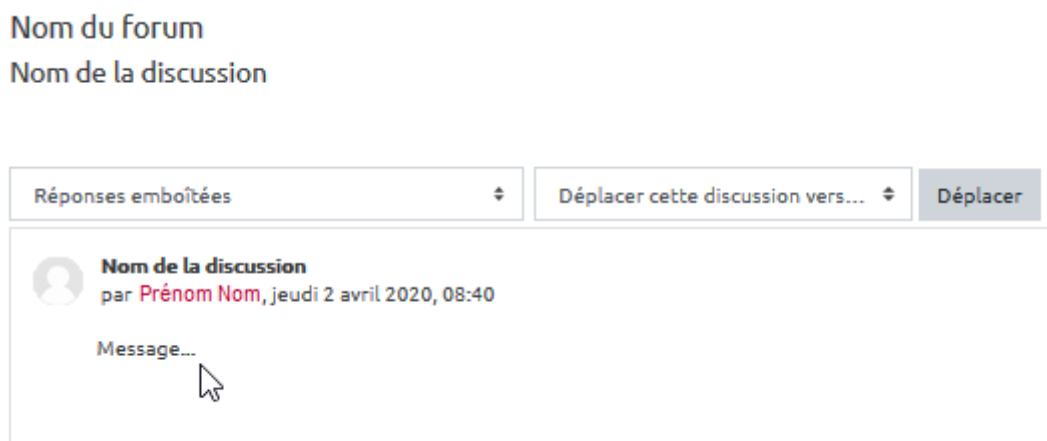 Nom du forum
Nom de la discussion
Réponses emboîtées
Déplacer cette discussion vers... Déplacer
Nom de la discussion
par Prénom Nom, jeudi 2 avril 2020, 08:40
Message...